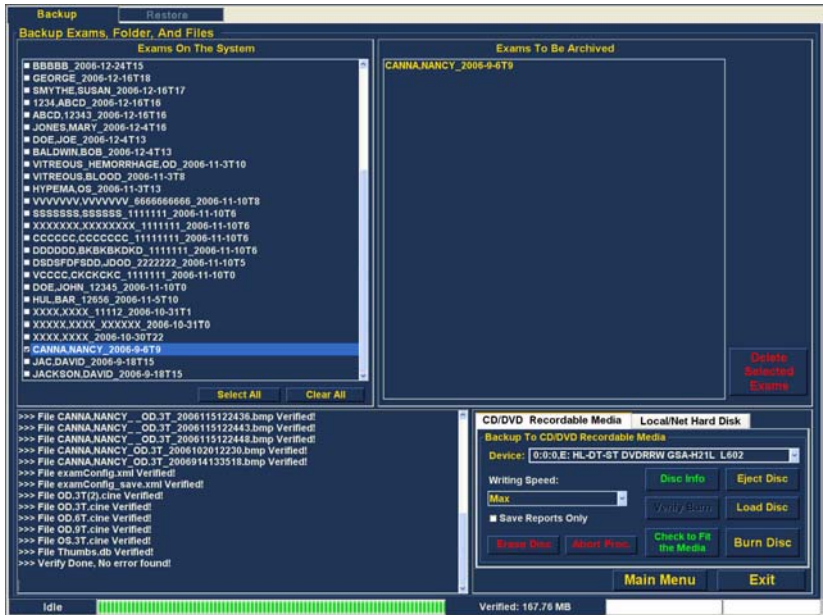 Backup
Restore
Backup Exams, Folder, And Files
Exams On The System
BBBBB_2006-12-24T15
GEORGE_2006-12-16T18
SMYTHE,SUSAN_2006-12-16T17
1234,ABCD_2006-12-16T16
ABCD,12343_2006-12-16T16
JONES,MARY_2006-12-4T16
DOE,JOE_2006-12-4T13
BALDWIN,BOB_2006-12-4T13
VITREOUS_HEMORRHAGE,OD_2006-11-3T10
VITREOUS,BLOOD_2006-11-3T8
HYPEMA,OS_2006-11-3T13
VVVVVVV,VVVVVVV_6666666666_2006-11-10T8
SSSSSSS,SSSSSS_1111111_2006-11-10T6
XXXXXXX,XXXXXXXX_1111111_2006-11-10T6
CCCCCC,CCCCCCC_11111111_2006-11-10T6
DDDDDD,BKBKBKDKD_1111111_2006-11-10T6
DSDSFDFSDD,JDOD_2222222_2006-11-10T5
VCCCC,CKCKCKC_1111111_2006-11-10T0
DOE,JOHN_12345_2006-11-10T0
HUL,BAR_12656_2006-11-5T10
XXXX,XXXX_11112_2006-10-31T1
XXXXX,XXXX_XXXXXX_2006-10-31T0
XXXX,XXXX_2006-10-30T22
CANNA,NANCY_2006-9-6T9
JAC,DAVID_2006-9-18T15
JACKSON,DAVID_2006-9-18T15
Select All
Clear All
Exams To Be Archived
CANNA,NANCY_2006-9-6T9
Delete
Selected
Exams
>>> File CANNA,NANCY__OD.3T_2006115122436.bmp Verified!
>>> File CANNA,NANCY__OD.3T_2006115122443.bmp Verified!
>>> File CANNA,NANCY__OD.3T_2006115122448.bmp Verified!
>>> File CANNA,NANCY_OD.3T_2006102012230.bmp Verified!
>>> File CANNA,NANCY_OD.3T_2006914133518.bmp Verified!
>>> File examConfig.xml Verified!
>>> File examConfig_save.xml Verified!
>>> File OD.3T(2).cine Verified!
>>> File OD.3T.cine Verified!
>>> File OD.6T.cine Verified!
>>> File OD.9T.cine Verified!
>>> File OS.3T.cine Verified!
>>> File Thumbs.db Verified!
>>> Verify Done, No error found!
CD/DVD Recordable Media
Local/Net Hard Disk
Backup To CD/DVD Recordable Media
Device: 0:0:0,E: HL-DT-ST DVDRRW GSA-H21L L602
Writing Speed:
Max
Save Reports Only
Disc Info
Eject Disc
Verify Burn
Load Disc
Erase Disc
Abort Proc.
Check to Fit
the Media
Burn Disc
Main Menu
Exit
Idle
Verified: 167.76 MB